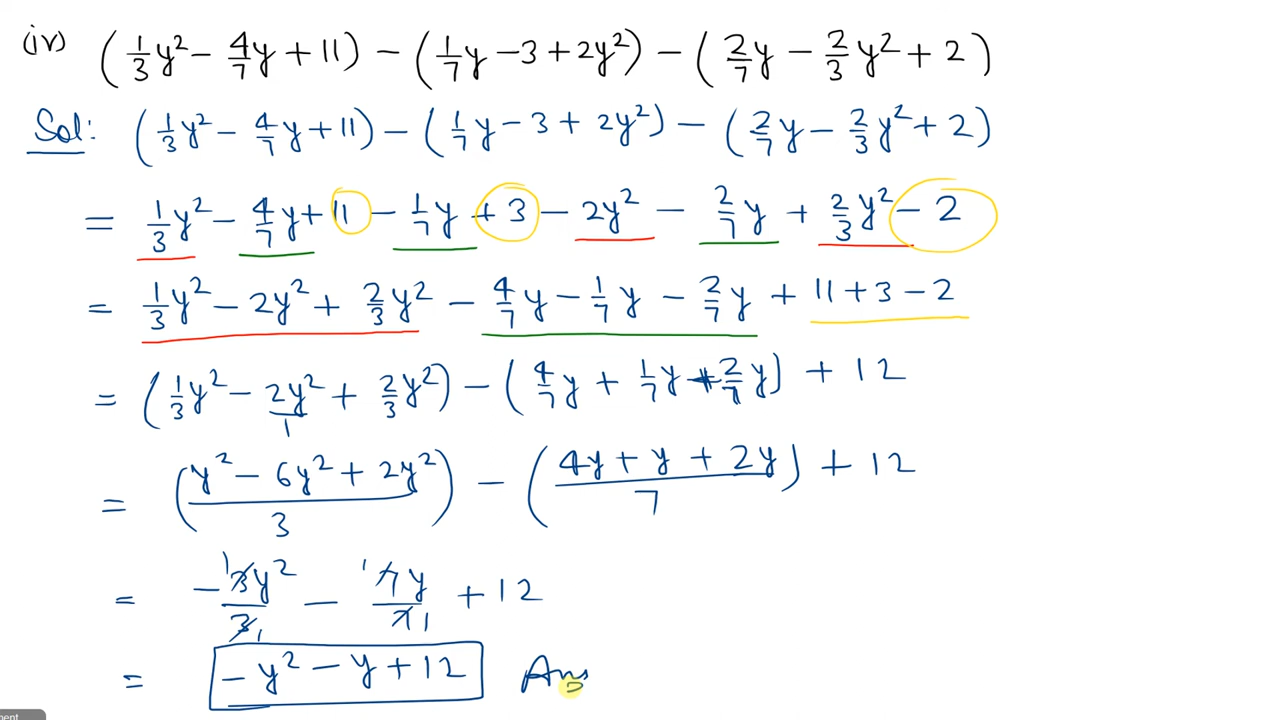 (iv) (1/3 y² − 4/7 y + 11) − (1/7 y − 3 + 2y²) − (2/7 y − 2/3 y² + 2)
Sol: (1/3 y² − 4/7 y + 11) − (1/7 y − 3 + 2y²) − (2/7 y − 2/3 y² + 2)
= 1/3 y² − 4/7 y + 11 − 1/7 y + 3 − 2y² − 2/7 y + 2/3 y² − 2
= 1/3 y² − 2y² + 2/3 y² − 4/7 y − 1/7 y − 2/7 y + 11 + 3 − 2
= (1/3 y² − 2y²/1 + 2/3 y²) − (4/7 y + 1/7 y + 2/7 y) + 12
= ((y² − 6y² + 2y²)/3) − ((4y + y + 2y)/7) + 12
= −3y²/3 − 7y/7 + 12
= −y² − y + 12 Ans